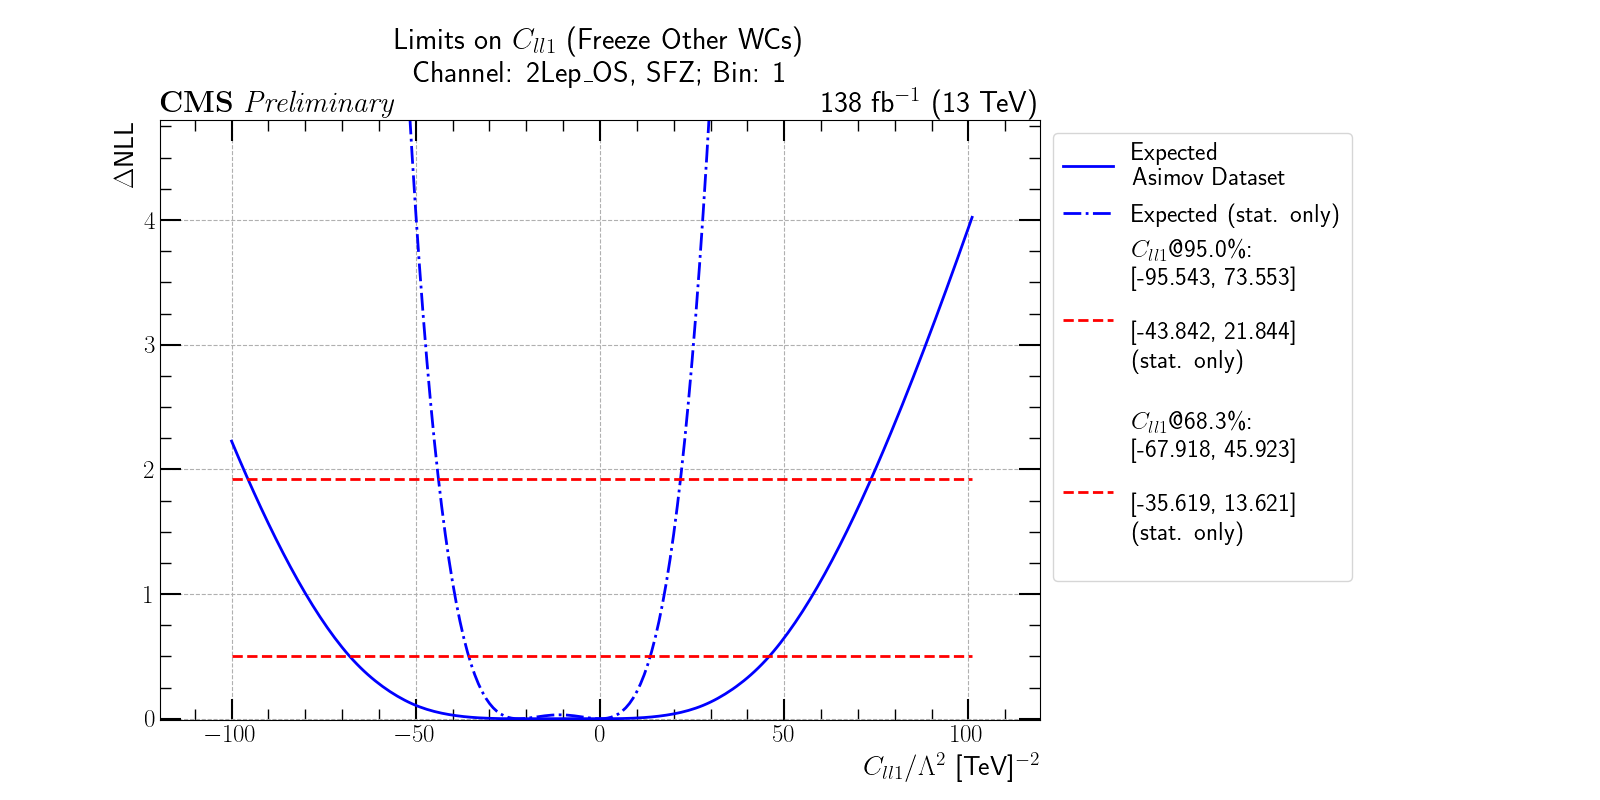 Limits on C_{ll1} (Freeze Other WCs)
Channel: 2Lep_OS, SFZ; Bin: 1
CMS Preliminary
138 fb⁻¹ (13 TeV)
ΔNLL
4
3
2
1
0
−100
−50
0
50
100
C_{ll1}/Λ² [TeV]⁻²
Expected
Asimov Dataset
Expected (stat. only)
C_{ll1}@95.0%:
[-95.543, 73.553]
[-43.842, 21.844]
(stat. only)
C_{ll1}@68.3%:
[-67.918, 45.923]
[-35.619, 13.621]
(stat. only)